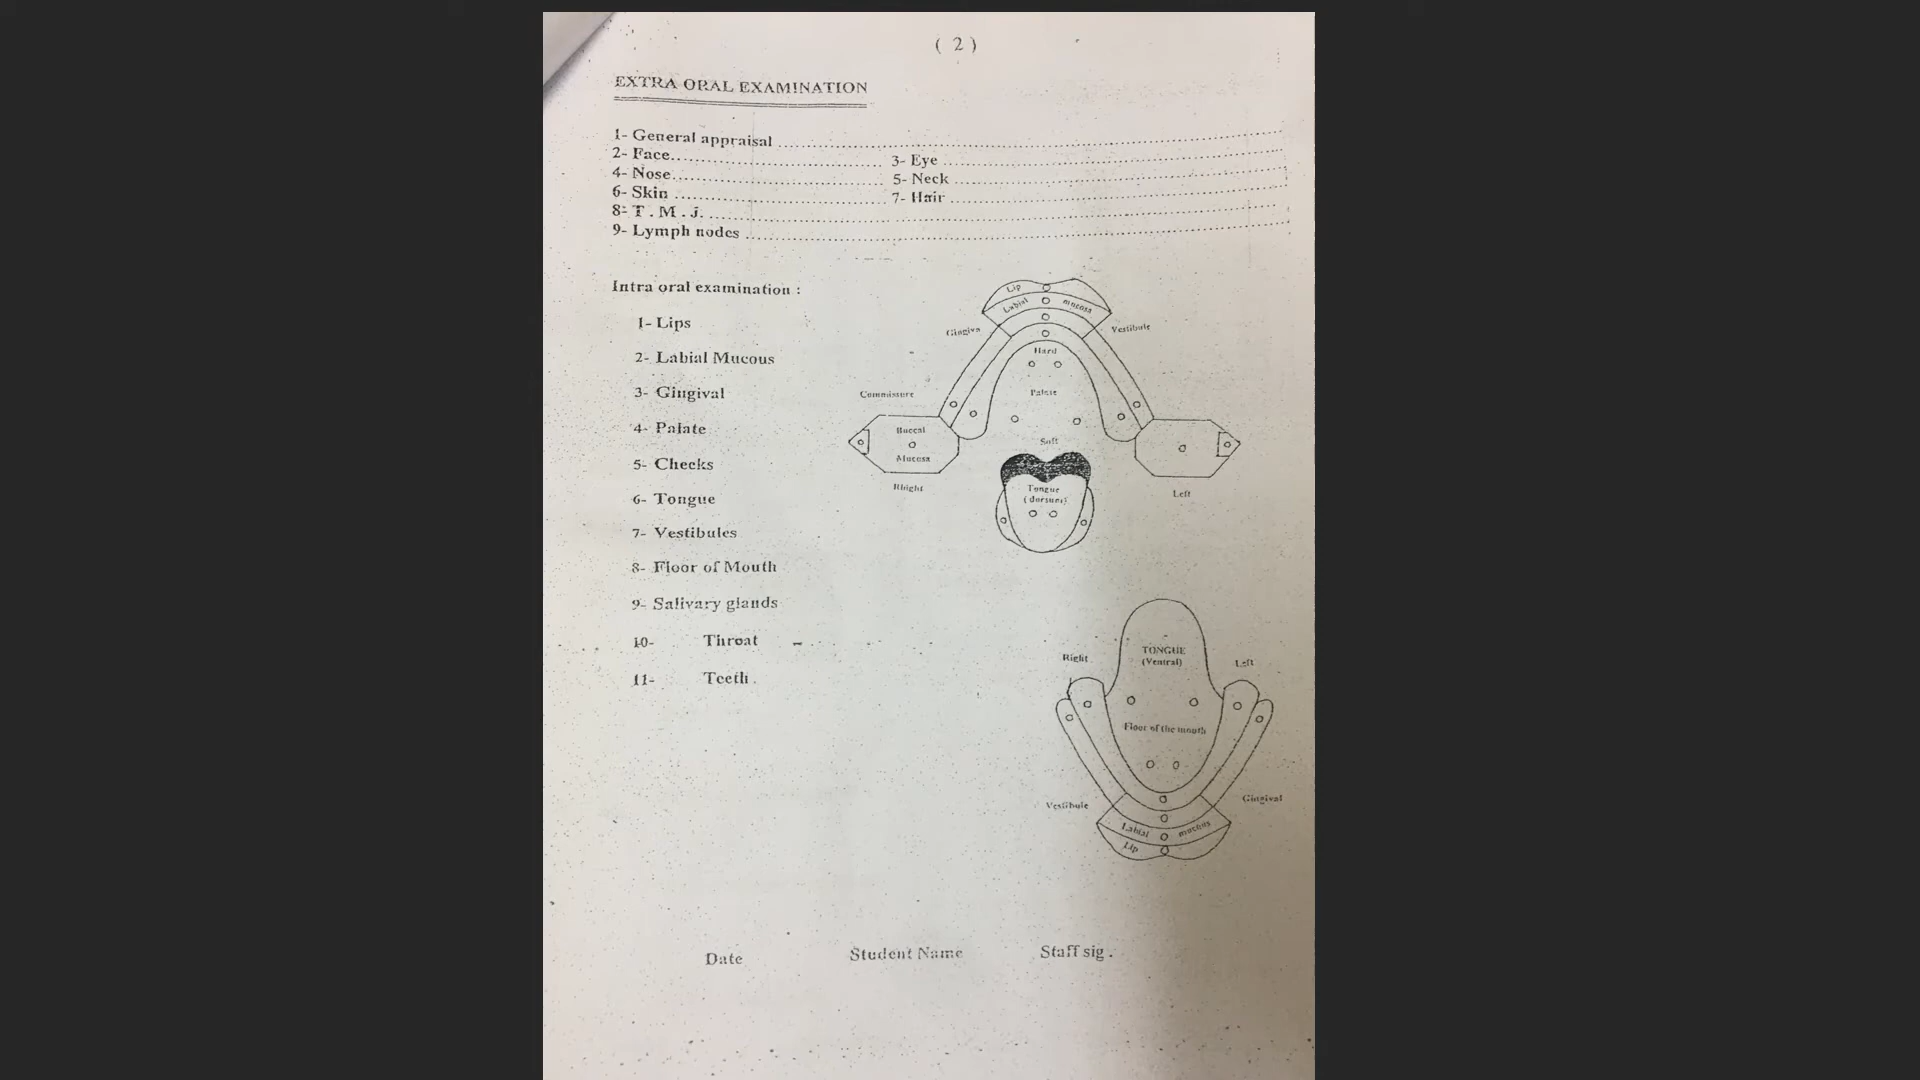 ( 2 )
EXTRA ORAL EXAMINATION
1- General appraisal ........................................
2- Face........................ 3- Eye ........................
4- Nose........................ 5- Neck ........................
6- Skin ........................ 7- Hair ........................
8- T . M . J. ........................................
9- Lymph nodes ........................................
Intra oral examination :
1- Lips
2- Labial Mucous
3- Gingival
4- Palate
5- Checks
6- Tongue
7- Vestibules
8- Floor of Mouth
9- Salivary glands
10- Throat
11- Teeth .
Lip
Labial mucosa
Gingiva Vestibule
Hard
Palate
Soft
Commissure
Buccal
Mucosa
Rhight
Left
Tongue
(dorsum)
TONGUE
(Ventral)
Right Left
Floor of the mouth
Vestibule Gingival
Labial mucous
Lip
Date Student Name Staff sig .